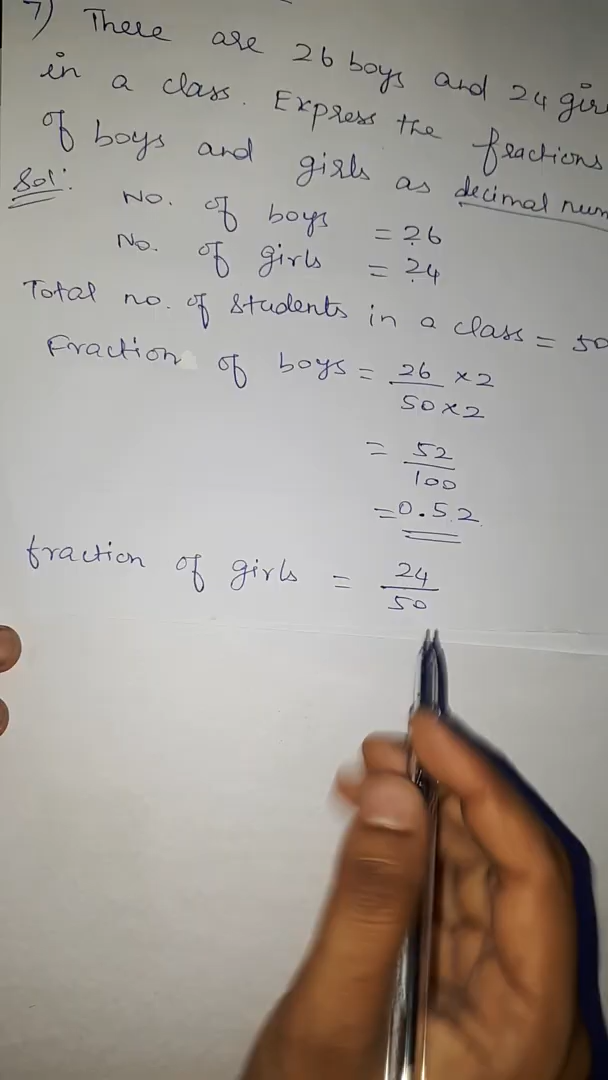 7) There are 26 boys and 24 gir
in a class. Express the fractions
of boys and girls as decimal num
Sol:
No. of boys = 26
No. of girls = 24
Total no. of students in a class = 50
Fraction of boys = 26 ×2 / 50×2
= 52 / 100
= 0.52
fraction of girls = 24 / 50